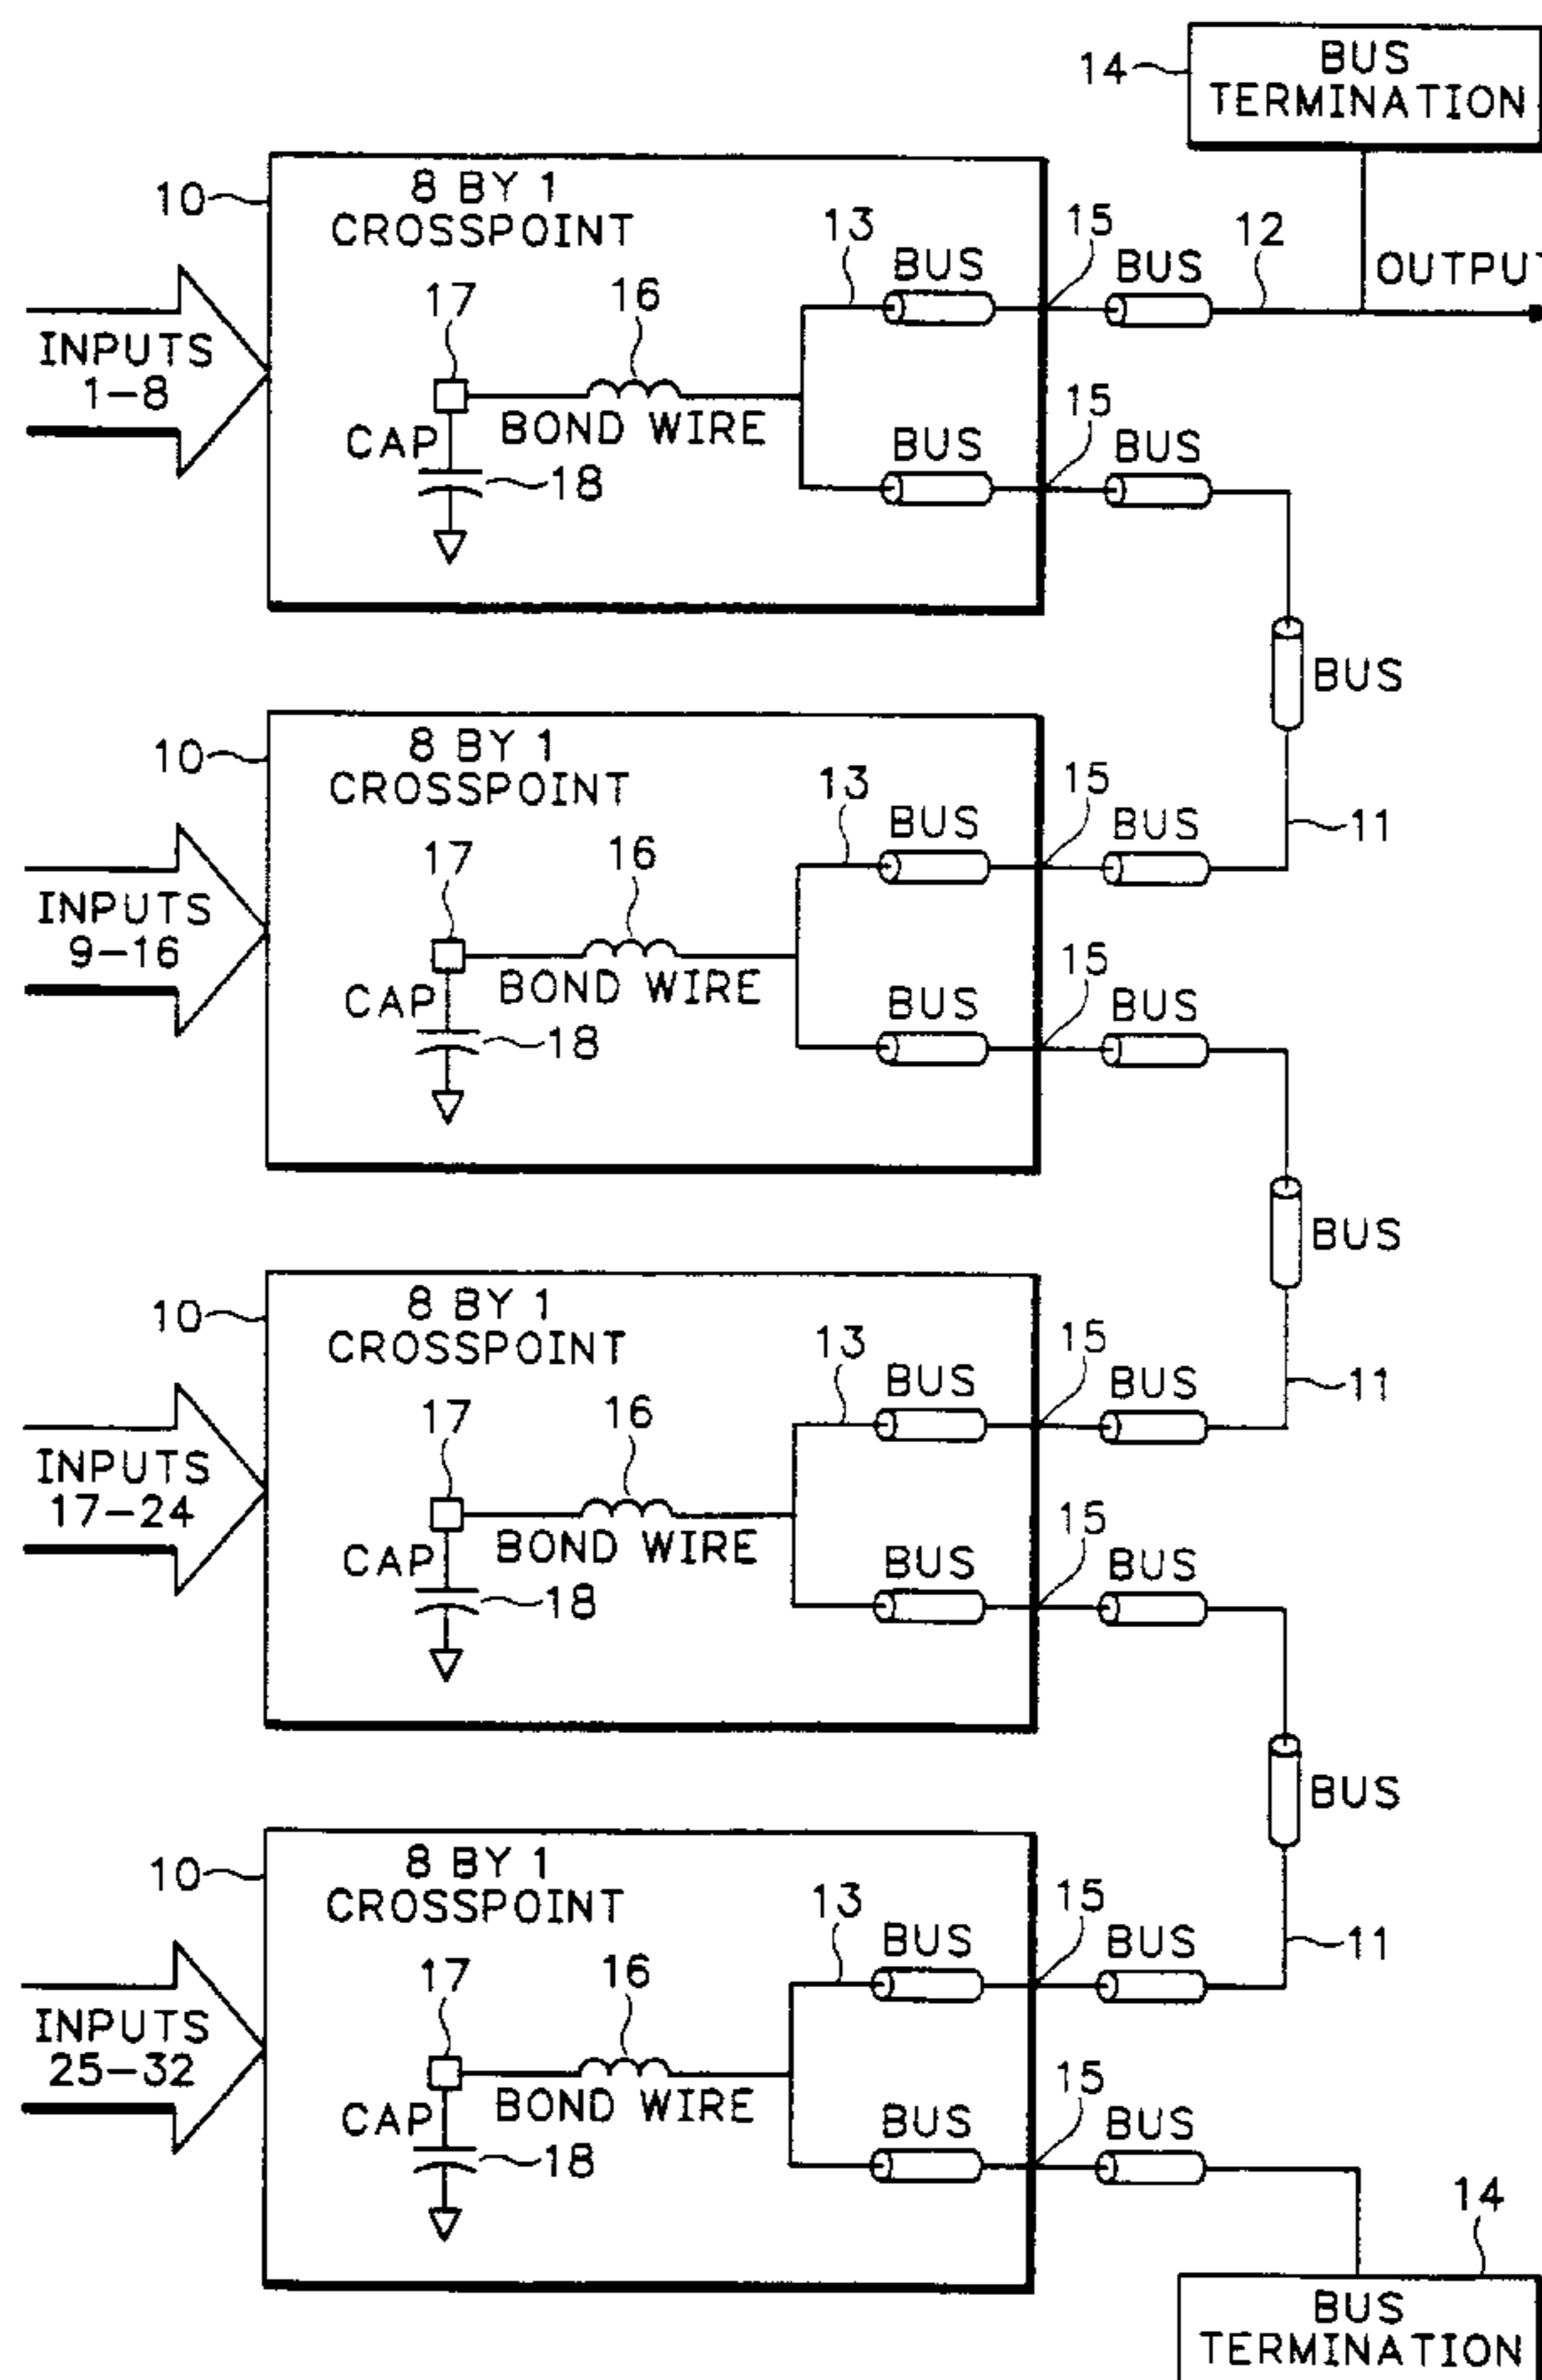 14
BUS
TERMINATION
10
8 BY 1
CROSSPOINT
13
BUS
15
BUS
12
OUTPUT
INPUTS
1-8
17
16
CAP
BOND WIRE
18
BUS
15
BUS
BUS
10
8 BY 1
CROSSPOINT
13
BUS
15
BUS
11
INPUTS
9-16
17
16
CAP
BOND WIRE
18
BUS
15
BUS
BUS
10
8 BY 1
CROSSPOINT
13
BUS
15
BUS
11
INPUTS
17-24
17
16
CAP
BOND WIRE
18
BUS
15
BUS
BUS
10
8 BY 1
CROSSPOINT
13
BUS
15
BUS
11
INPUTS
25-32
17
16
CAP
BOND WIRE
18
BUS
15
BUS
14
BUS
TERMINATION